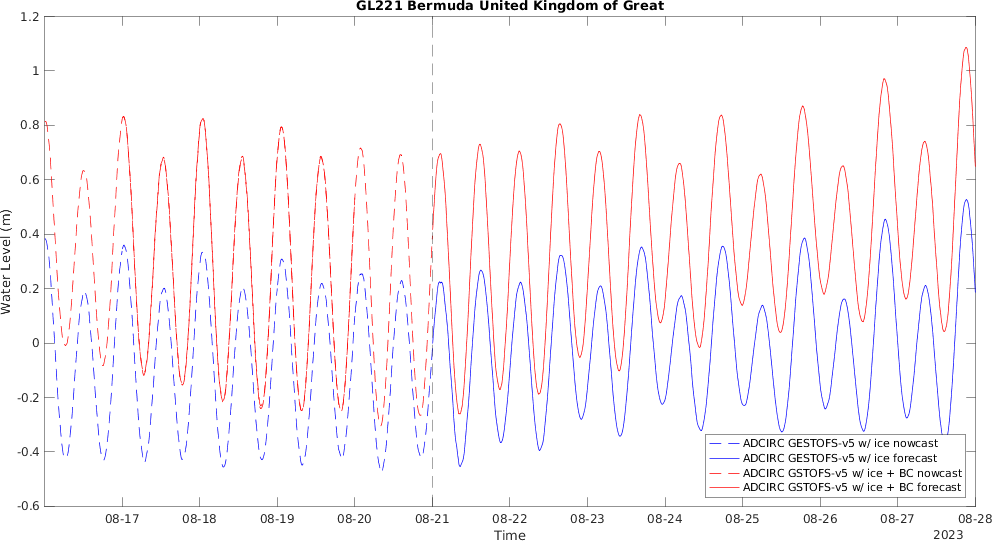 GL221 Bermuda United Kingdom of Great
1.2
1
0.8
0.6
0.4
0.2
0
-0.2
-0.4
-0.6
Water Level (m)
ADCIRC GESTOFS-v5 w/ ice nowcast
ADCIRC GESTOFS-v5 w/ ice forecast
ADCIRC GSTOFS-v5 w/ ice + BC nowcast
ADCIRC GSTOFS-v5 w/ ice + BC forecast
08-17 08-18 08-19 08-20 08-21 08-22 08-23 08-24 08-25 08-26 08-27 08-28
Time
2023